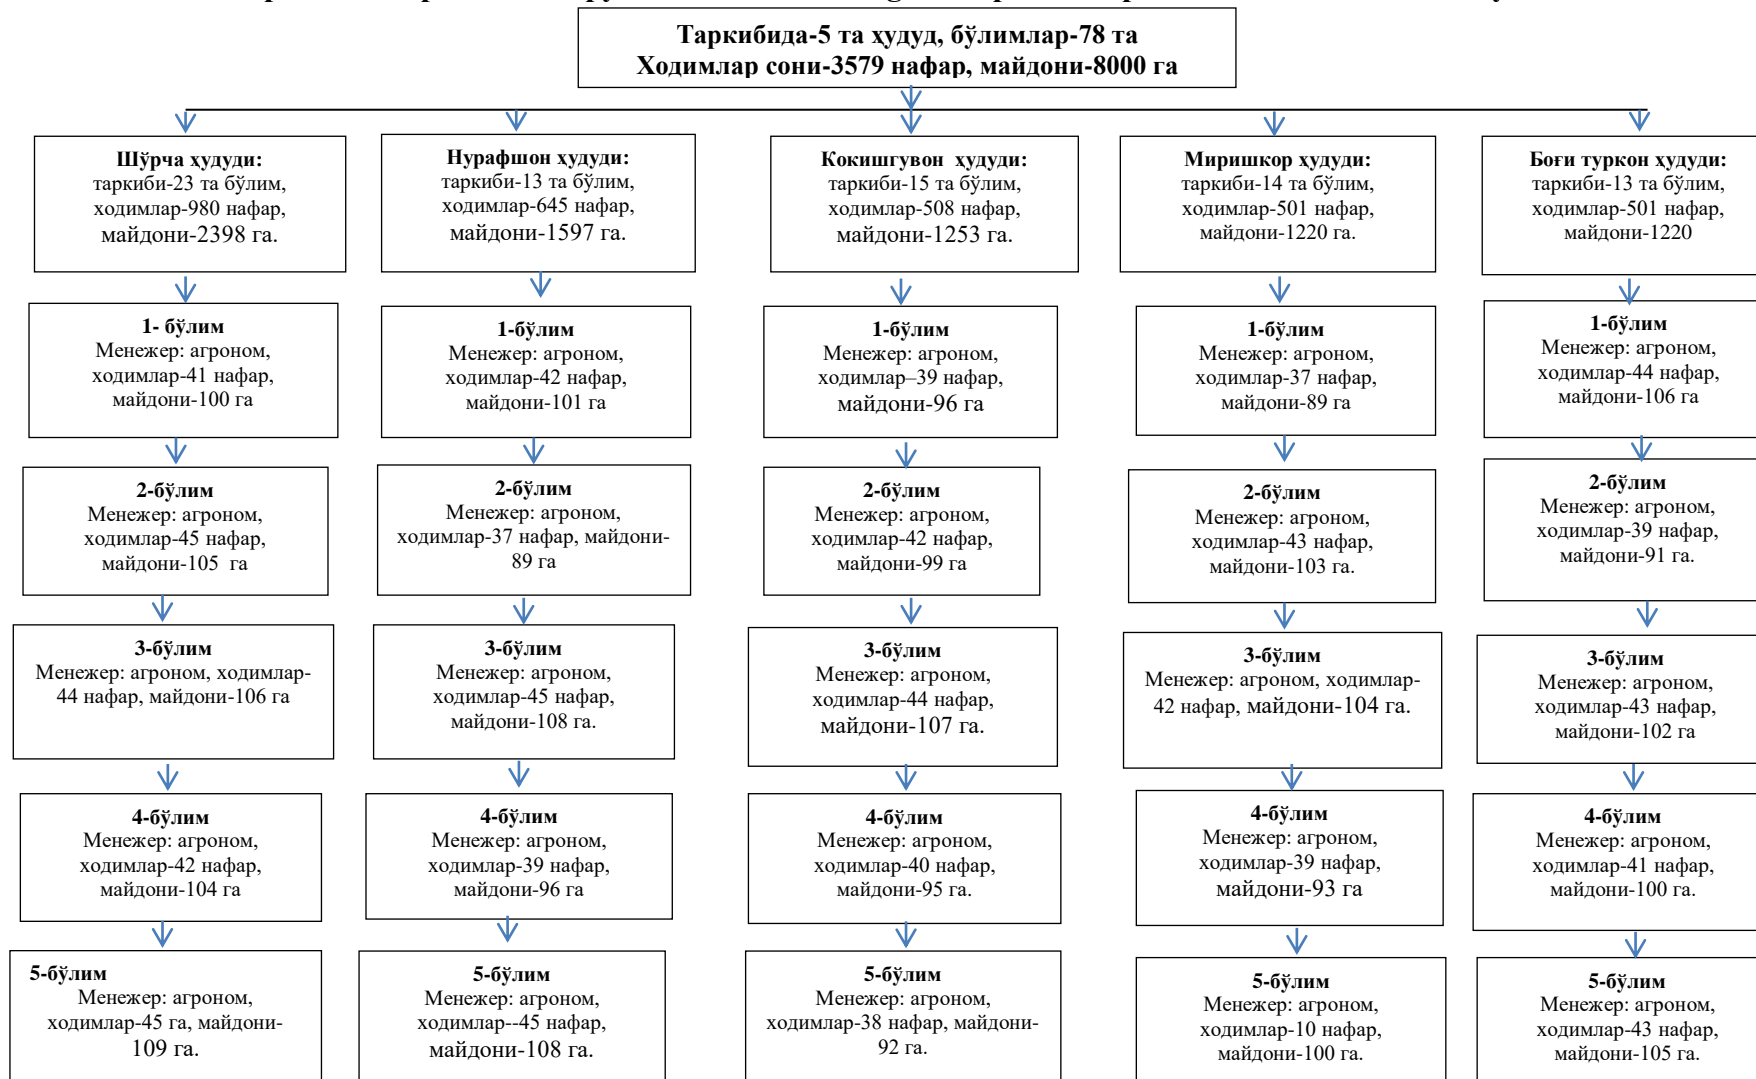 Таркибида-5 та ҳудуд, бўлимлар-78 та
Ходимлар сони-3579 нафар, майдони-8000 га
Шўрча ҳудуди:
таркиби-23 та бўлим,
ходимлар-980 нафар,
майдони-2398 га.
Нурафшон ҳудуди:
таркиби-13 та бўлим,
ходимлар-645 нафар,
майдони-1597 га.
Кокишгувон ҳудуди:
таркиби-15 та бўлим,
ходимлар-508 нафар,
майдони-1253 га.
Миришкор ҳудуди:
таркиби-14 та бўлим,
ходимлар-501 нафар,
майдони-1220 га.
Боғи туркон ҳудуди:
таркиби-13 та бўлим,
ходимлар-501 нафар,
майдони-1220
1- бўлим
Менежер: агроном,
ходимлар-41 нафар,
майдони-100 га
1-бўлим
Менежер: агроном,
ходимлар-42 нафар,
майдони-101 га
1-бўлим
Менежер: агроном,
ходимлар–39 нафар,
майдони-96 га
1-бўлим
Менежер: агроном,
ходимлар-37 нафар,
майдони-89 га
1-бўлим
Менежер: агроном,
ходимлар-44 нафар,
майдони-106 га
2-бўлим
Менежер: агроном,
ходимлар-45 нафар,
майдони-105 га
2-бўлим
Менежер: агроном,
ходимлар-37 нафар, майдони-
89 га
2-бўлим
Менежер: агроном,
ходимлар-42 нафар,
майдони-99 га
2-бўлим
Менежер: агроном,
ходимлар-43 нафар,
майдони-103 га.
2-бўлим
Менежер: агроном,
ходимлар-39 нафар,
майдони-91 га.
3-бўлим
Менежер: агроном, ходимлар-
44 нафар, майдони-106 га
3-бўлим
Менежер: агроном,
ходимлар-45 нафар,
майдони-108 га.
3-бўлим
Менежер: агроном,
ходимлар-44 нафар,
майдони-107 га.
3-бўлим
Менежер: агроном, ходимлар-
42 нафар, майдони-104 га.
3-бўлим
Менежер: агроном,
ходимлар-43 нафар,
майдони-102 га
4-бўлим
Менежер: агроном,
ходимлар-42 нафар,
майдони-104 га
4-бўлим
Менежер: агроном,
ходимлар-39 нафар,
майдони-96 га
4-бўлим
Менежер: агроном,
ходимлар-40 нафар,
майдони-95 га.
4-бўлим
Менежер: агроном,
ходимлар-39 нафар,
майдони-93 га
4-бўлим
Менежер: агроном,
ходимлар-41 нафар,
майдони-100 га.
5-бўлим
Менежер: агроном,
ходимлар-45 га, майдони-
109 га.
5-бўлим
Менежер: агроном,
ходимлар--45 нафар,
майдони-108 га.
5-бўлим
Менежер: агроном,
ходимлар-38 нафар, майдони-
92 га.
5-бўлим
Менежер: агроном,
ходимлар-10 нафар,
майдони-100 га.
5-бўлим
Менежер: агроном,
ходимлар-43 нафар,
майдони-105 га.